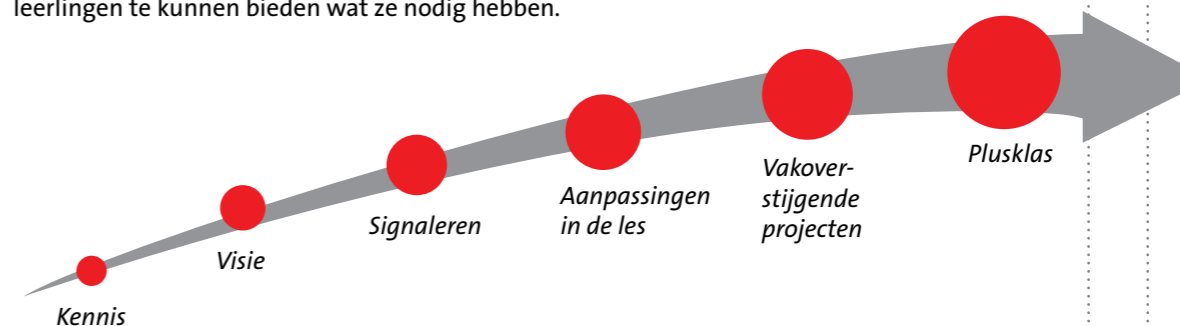 leerlingen te kunnen bieden wat ze nodig hebben.
Kennis
Visie
Signaleren
Aanpassingen
in de les
Vakover-
stijgende
projecten
Plusklas